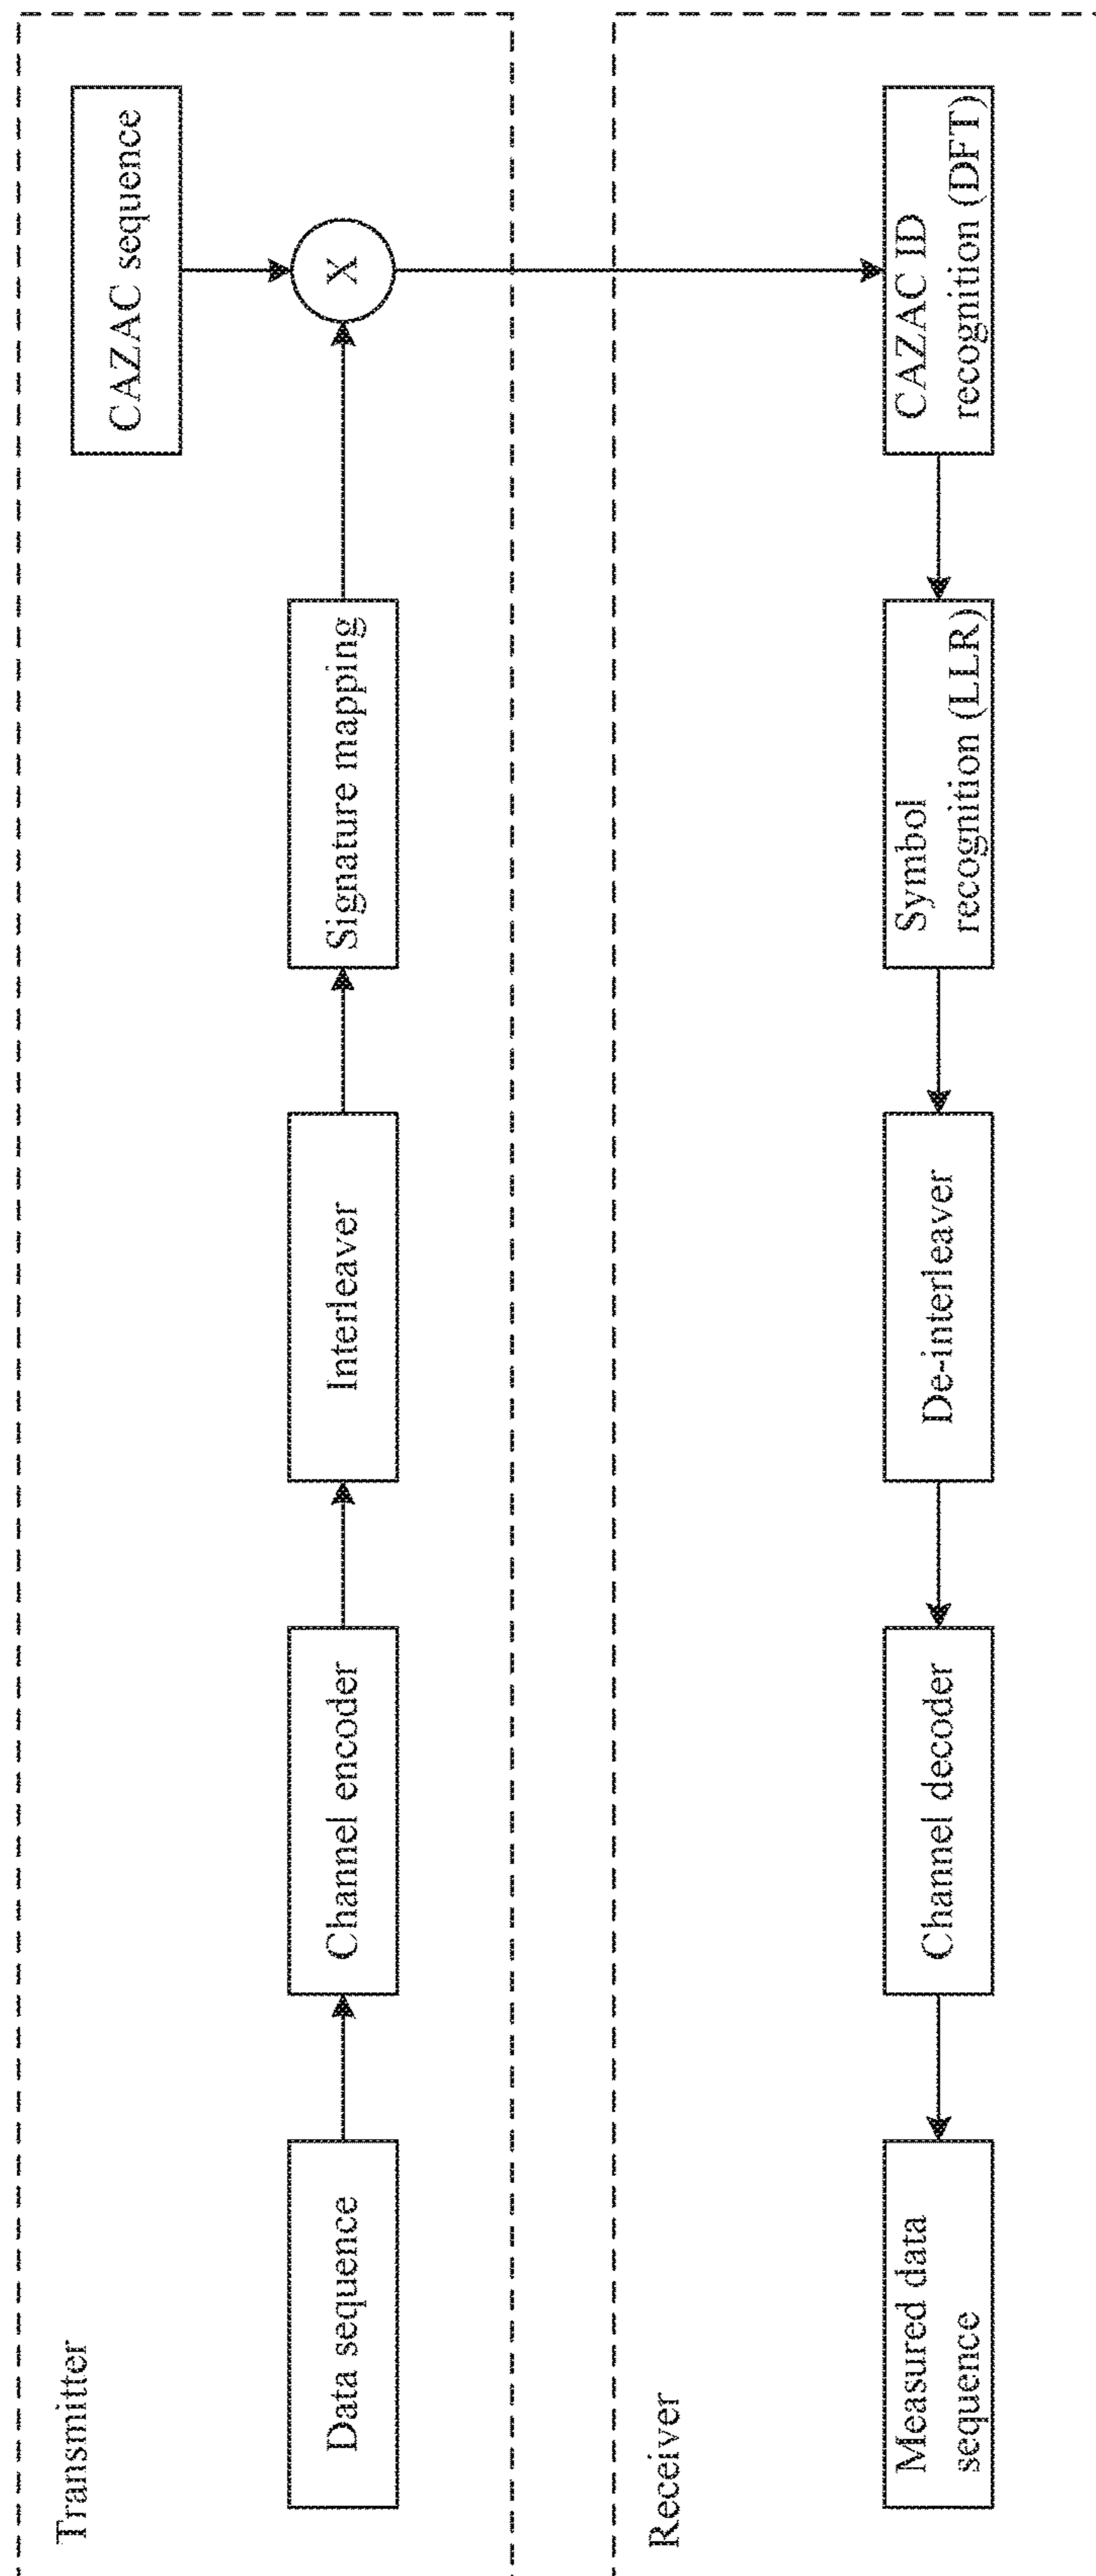 Transmitter
CAZAC sequence
Data sequence
Channel encoder
Interleaver
Signature mapping
X
Receiver
Measured data
sequence
Channel decoder
De-interleaver
Symbol
recognition (LLR)
CAZAC ID
recognition (DFT)